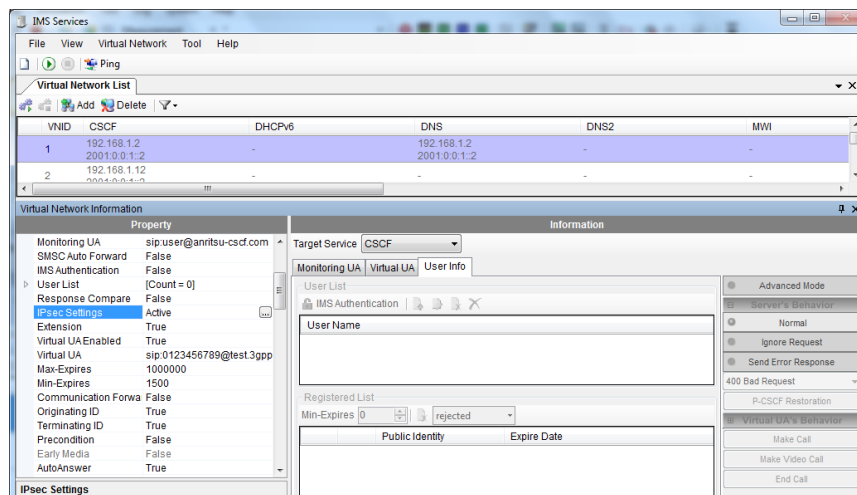 IMS Services
File View Virtual Network Tool Help
Ping
Virtual Network List
Add Delete
VNID CSCF DHCPv6 DNS DNS2 MWI
192.168.1.2 192.168.1.2
1 - - -
2001:0:0:1::2 2001:0:0:1::2
192.168.1.12
2 - - - -
2001:0:0:1::2
Virtual Network Information
Property Information
Monitoring UA sip:user@anritsu-cscf.com Target Service CSCF
SMSC Auto Forward False
IMS Authentication False Monitoring UA Virtual UA User Info
User List [Count = 0] User List Advanced Mode
Response Compare False IMS Authentication Server's Behavior
IPsec Settings Active ... User Name Normal
Extension True
Virtual UA Enabled True Ignore Request
Virtual UA sip:0123456789@test.3gpp Send Error Response
Max-Expires 1000000
Min-Expires 1500 400 Bad Request
Communication Forwa False Registered List P-CSCF Restoration
Originating ID True Min-Expires 0 rejected Virtual UA's Behavior
Terminating ID True Public Identity Expire Date Make Call
Precondition False
Early Media False Make Video Call
AutoAnswer True End Call
IPsec Settings